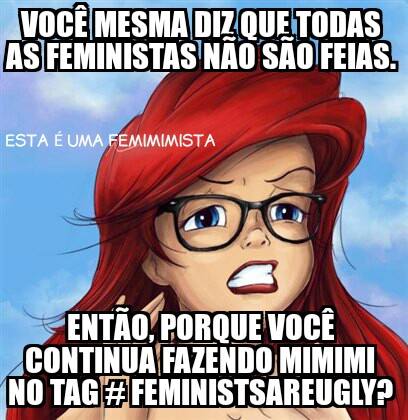 VOCÊ MESMA DIZ QUE TODAS
AS FEMINISTAS NÃO SÃO FEIAS.
ESTA É UMA FEMIMIMISTA
ENTÃO, PORQUE VOCÊ
CONTINUA FAZENDO MIMIMI
NO TAG # FEMINISTSAREUGLY?